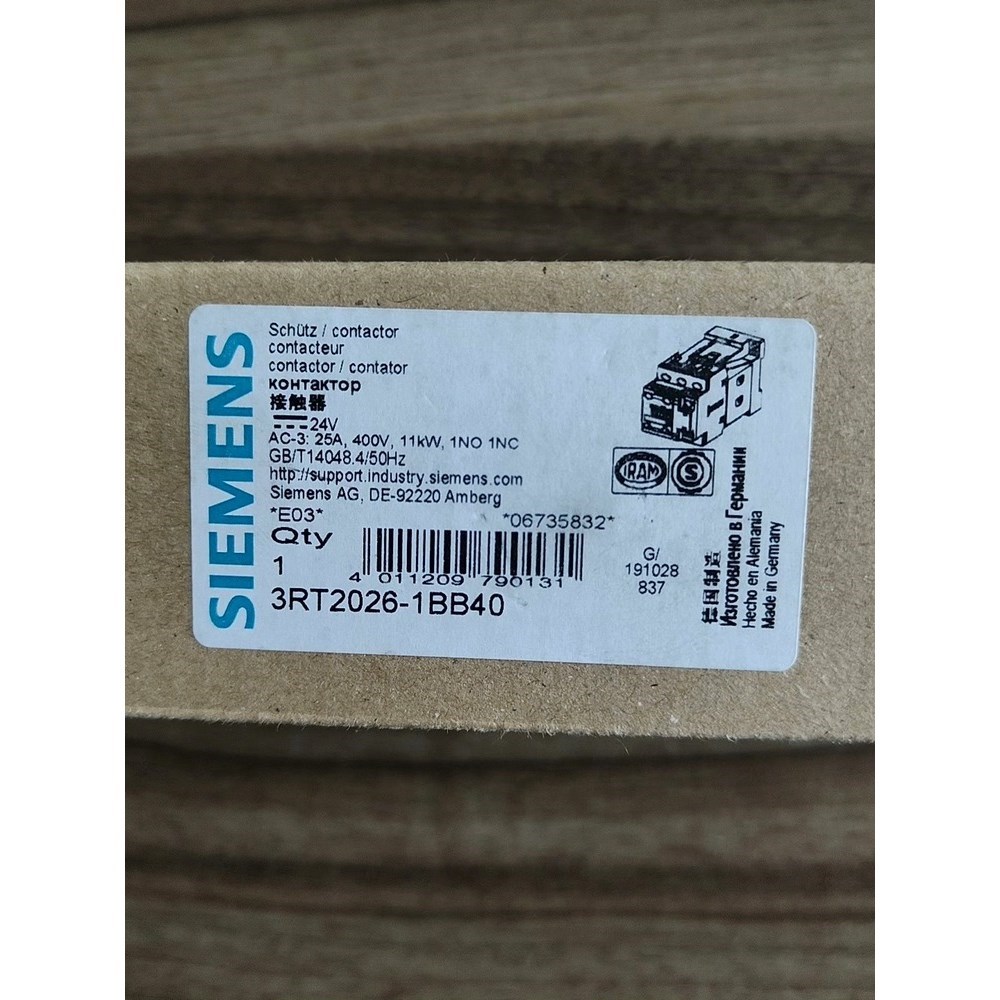 SIEMENS
Schütz / contactor
contacteur
contactor / contator
контактор
接触器
24V
AC-3: 25A, 400V, 11kW, 1NO 1NC
GB/T14048.4/50Hz
http://support.industry.siemens.com
Siemens AG, DE-92220 Amberg
*E03*
*06735832*
Qty
1
4 011209 790131
3RT2026-1BB40
IRAM
S
G/
191028
837
德国制造
Изготовлено в Германии
Hecho en Alemania
Made in Germany